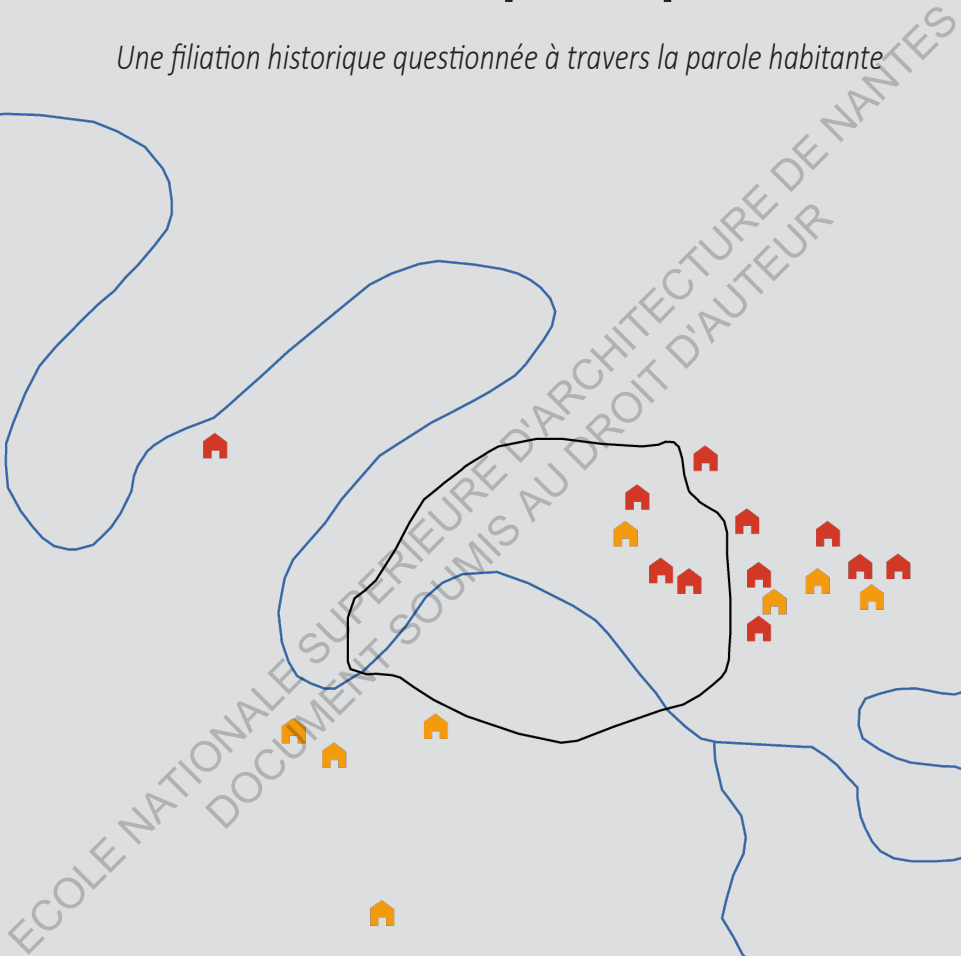 Une filiation historique questionnée à travers la parole habitante
ECOLE NATIONALE SUPERIEURE D'ARCHITECTURE DE NANTES
DOCUMENT SOUMIS AU DROIT D'AUTEUR